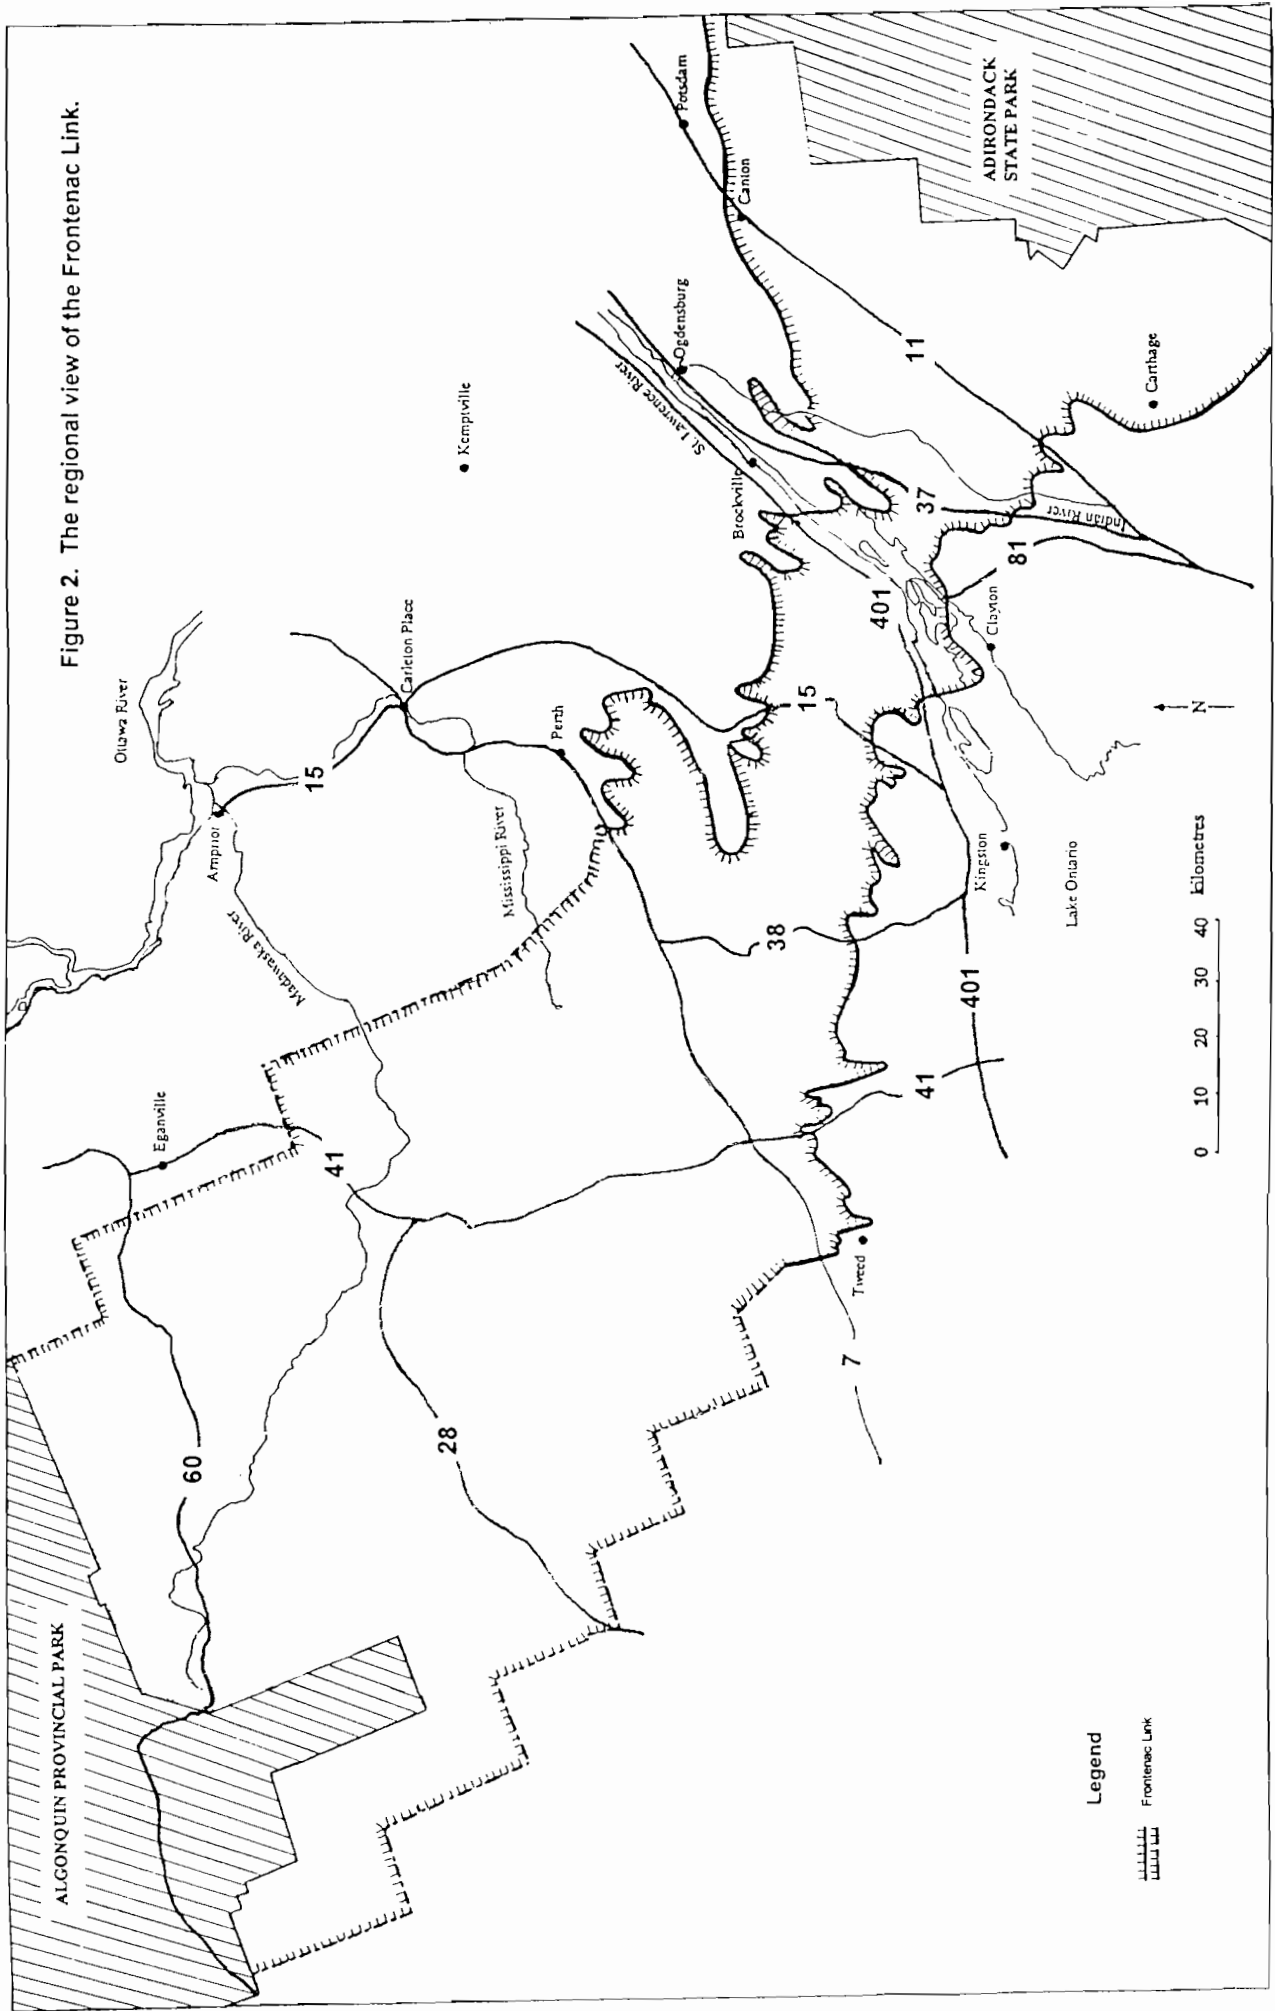 Figure 2. The regional view of the Frontenac Link.
ALGONQUIN PROVINCIAL PARK
60
Eganville
41
28
Ottawa River
Arnprior
15
Madawaska River
Carleton Place
Mississippi River
Perth
Kemptville
Potsdam
Canton
Ogdensburg
St. Lawrence River
Brockville
ADIRONDACK
STATE PARK
11
Carthage
37
Indian River
81
401
Clayton
15
38
Kingston
Lake Ontario
401
41
Tweed
7
N
0 10 20 30 40 kilometres
Legend
Frontenac Link